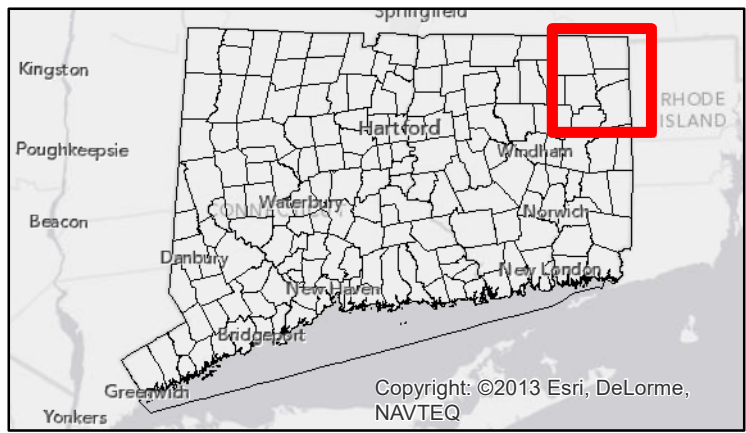 Springfield
Kingston
RHODE
ISLAND
Hartford
Poughkeepsie
Windham
Waterbury
CONNECTICUT
Norwich
Beacon
Danbury
New London
New Haven
Bridgeport
Greenwich
Copyright: ©2013 Esri, DeLorme,
NAVTEQ
Yonkers